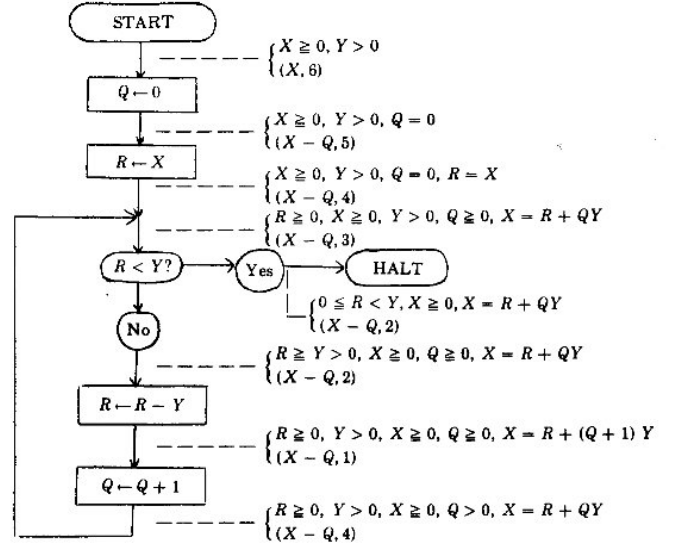 START
X ≧ 0, Y > 0
(X, 6)
Q ← 0
X ≧ 0, Y > 0, Q = 0
(X − Q, 5)
R ← X
X ≧ 0, Y > 0, Q = 0, R = X
(X − Q, 4)
R ≧ 0, X ≧ 0, Y > 0, Q ≧ 0, X = R + QY
(X − Q, 3)
R < Y?
Yes
HALT
0 ≦ R < Y, X ≧ 0, X = R + QY
(X − Q, 2)
No
R ≧ Y > 0, X ≧ 0, Q ≧ 0, X = R + QY
(X − Q, 2)
R ← R − Y
R ≧ 0, Y > 0, X ≧ 0, Q ≧ 0, X = R + (Q + 1) Y
(X − Q, 1)
Q ← Q + 1
R ≧ 0, Y > 0, X ≧ 0, Q > 0, X = R + QY
(X − Q, 4)